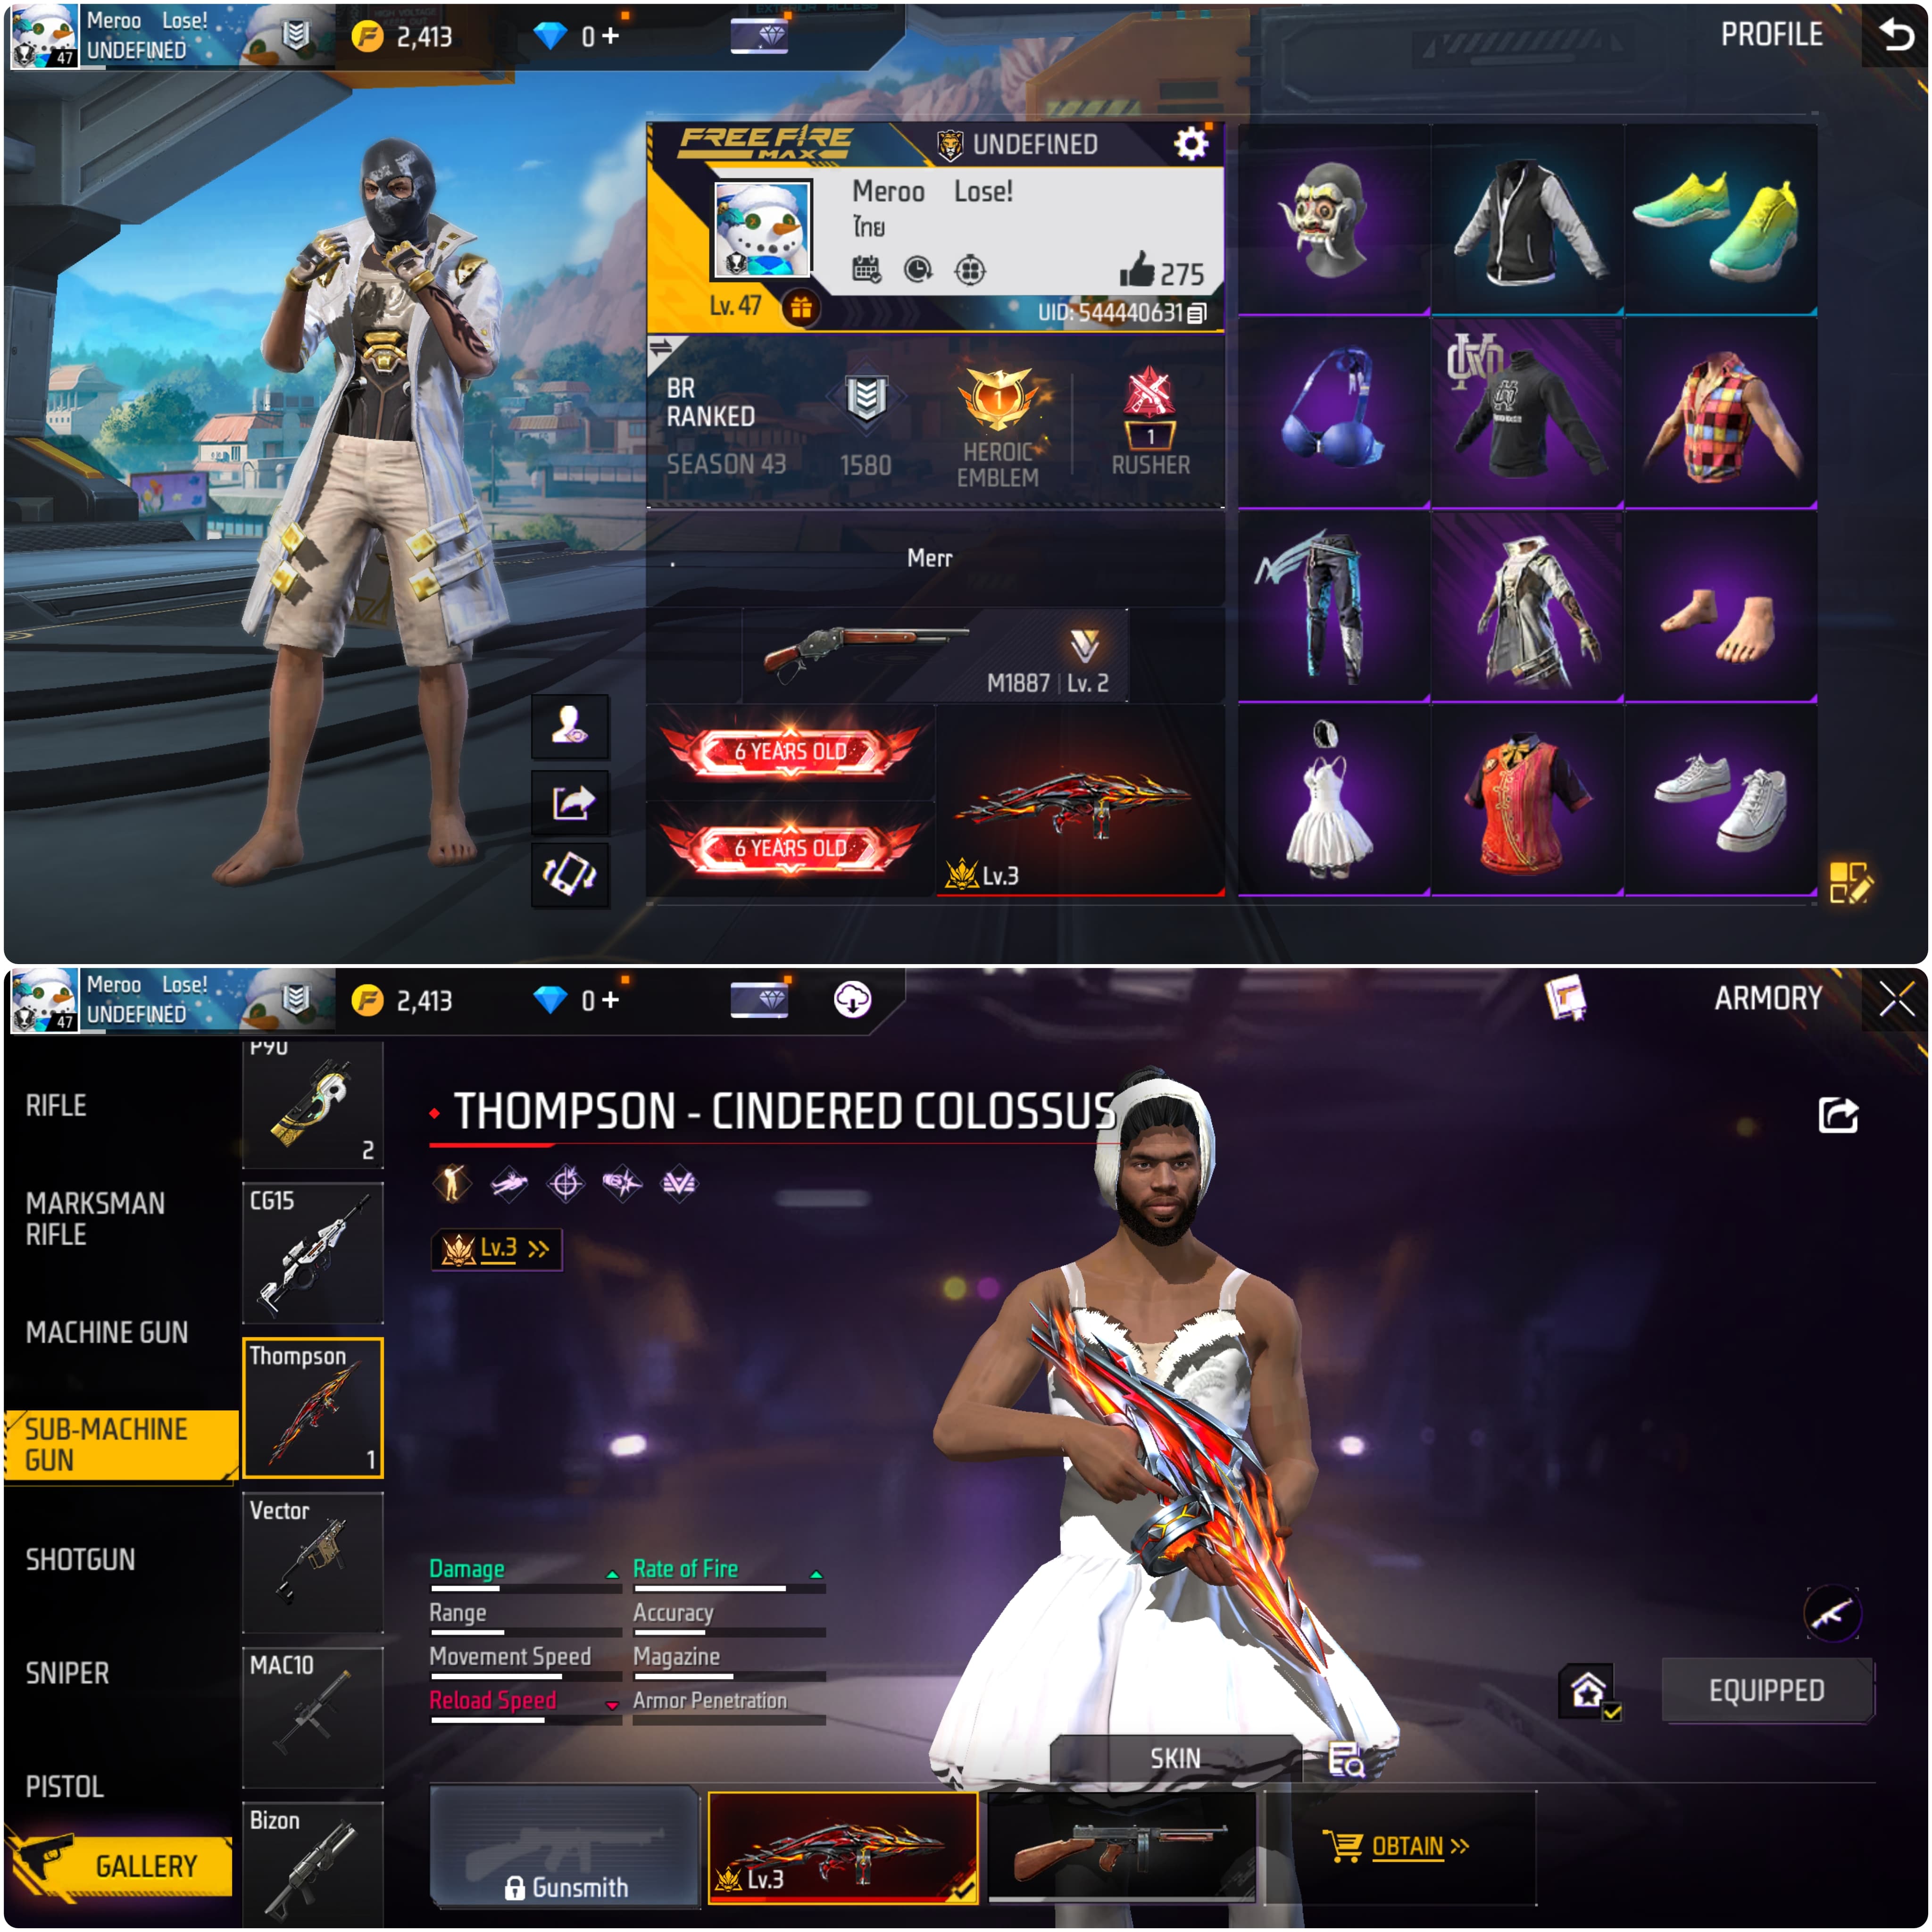 Meroo Lose!
UNDEFINED
47
2,413
0 +
PROFILE
FREE FIRE
MAX
UNDEFINED
Meroo Lose!
ไทย
275
Lv. 47
UID: 544440631
BR
RANKED
SEASON 43
1580
1
HEROIC
EMBLEM
1
RUSHER
. Merr
M1887 Lv. 2
6 YEARS OLD
6 YEARS OLD
Lv.3
Meroo Lose!
UNDEFINED
47
2,413
0 +
ARMORY
RIFLE
MARKSMAN
RIFLE
MACHINE GUN
SUB-MACHINE
GUN
SHOTGUN
SNIPER
PISTOL
GALLERY
P90
2
CG15
Thompson
1
Vector
MAC10
Bizon
THOMPSON - CINDERED COLOSSUS
Lv.3 >>
Damage
Rate of Fire
Range
Accuracy
Movement Speed
Magazine
Reload Speed
Armor Penetration
EQUIPPED
SKIN
Gunsmith
Lv.3
OBTAIN >>